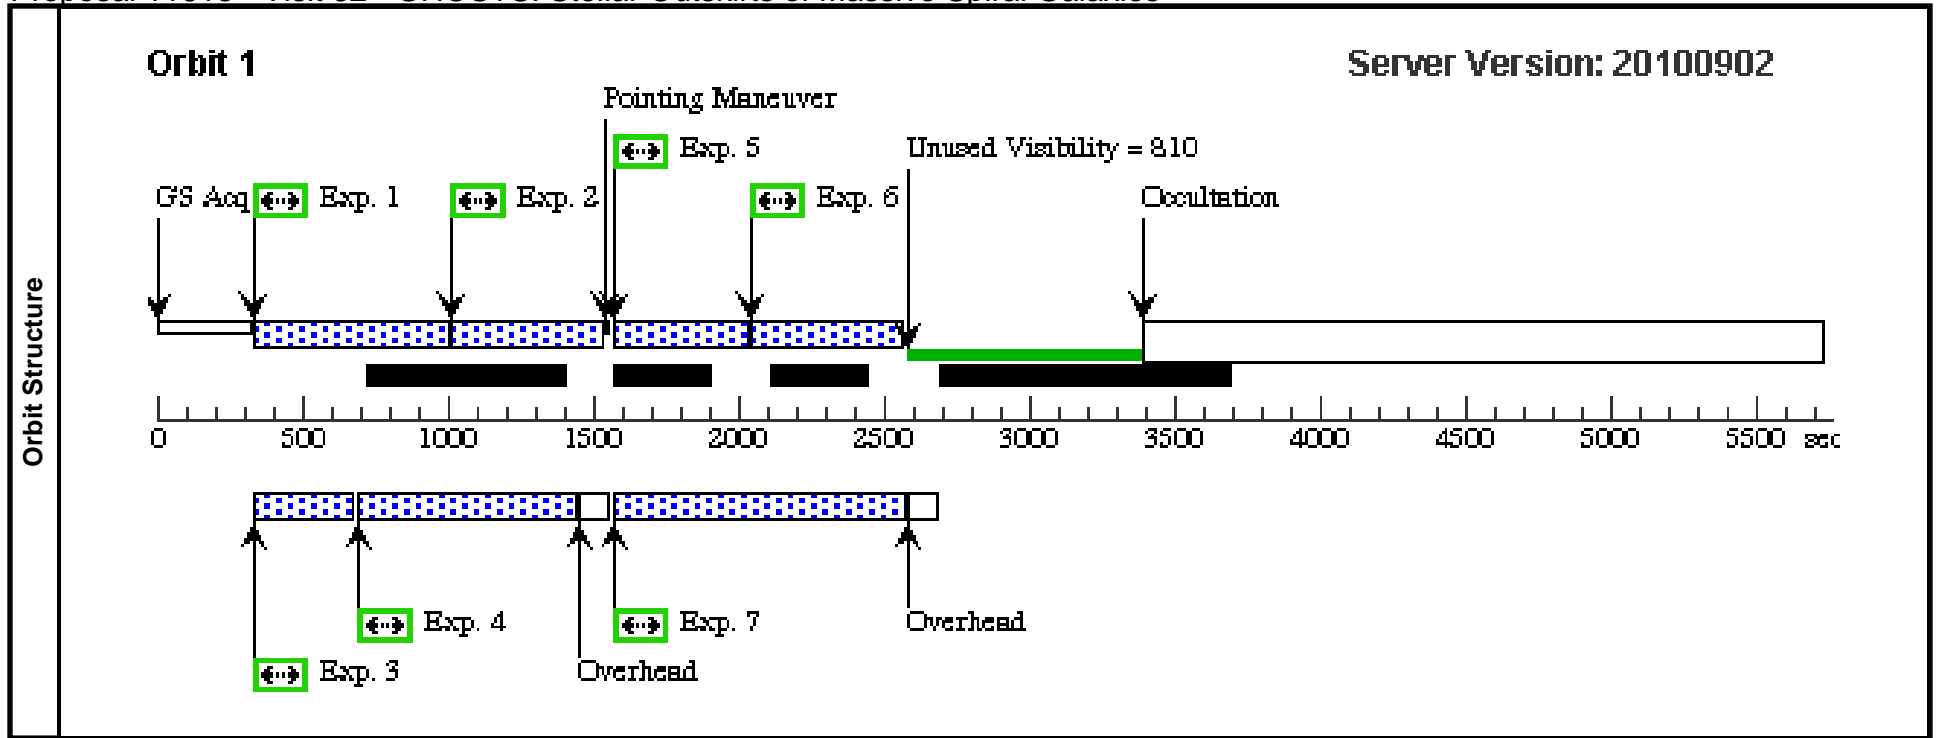 Orbit 1
Server Version: 20100902
Pointing Maneuver
Exp. 5
Unused Visibility = 810
GS Acq
Exp. 1
Exp. 2
Exp. 6
Occultation
Orbit Structure
0 500 1000 1500 2000 2500 3000 3500 4000 4500 5000 5500 sec
Exp. 4
Exp. 7
Overhead
Exp. 3
Overhead